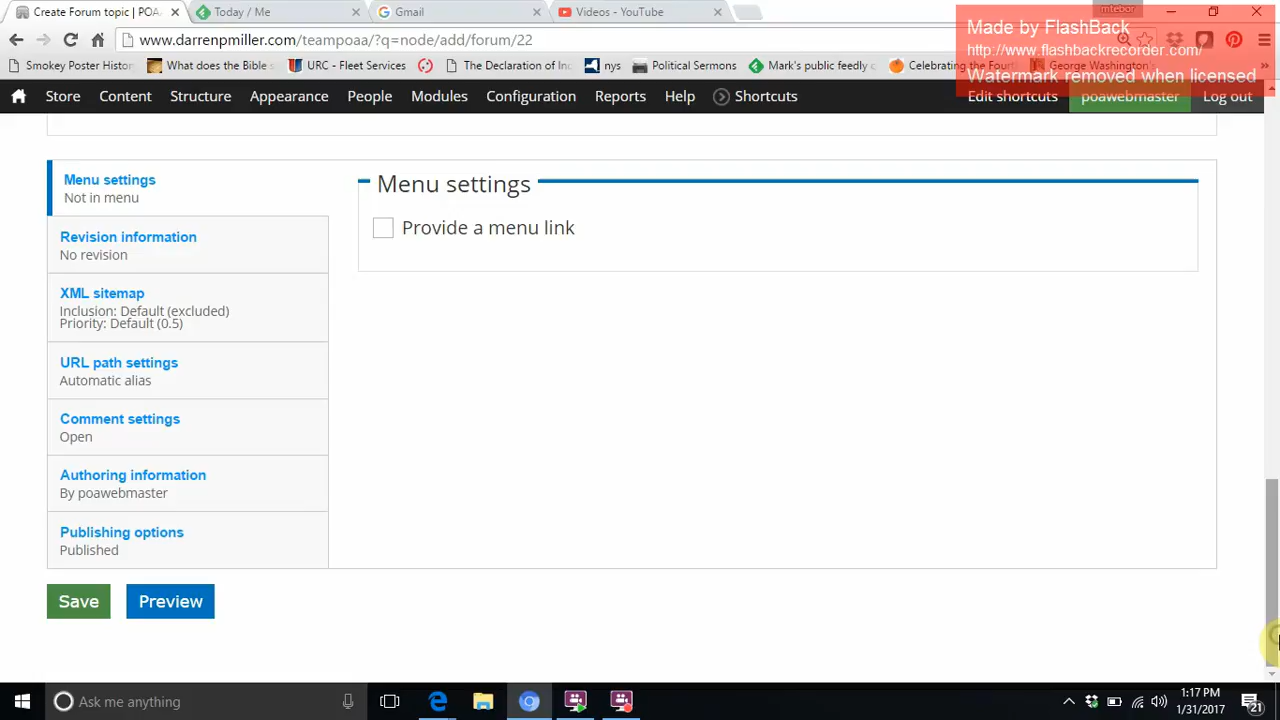 Create Forum topic | POA
Today / Me
Gmail
Videos - YouTube
mtebor
Made by FlashBack
http://www.flashbackrecorder.com/
Watermark removed when licensed
www.darrenpmiller.com/teampoaa/?q=node/add/forum/22
Smokey Poster Histor
What does the Bible s
URC - Fleet Services
The Declaration of In
nys
Political Sermons
Mark's public feedly
Celebrating the Fourt
George Washington's
Store
Content
Structure
Appearance
People
Modules
Configuration
Reports
Help
Shortcuts
Edit shortcuts
poawebmaster
Log out
Menu settings
Not in menu
Revision information
No revision
XML sitemap
Inclusion: Default (excluded)
Priority: Default (0.5)
URL path settings
Automatic alias
Comment settings
Open
Authoring information
By poawebmaster
Publishing options
Published
Menu settings
Provide a menu link
Save
Preview
Ask me anything
1:17 PM
1/31/2017
21